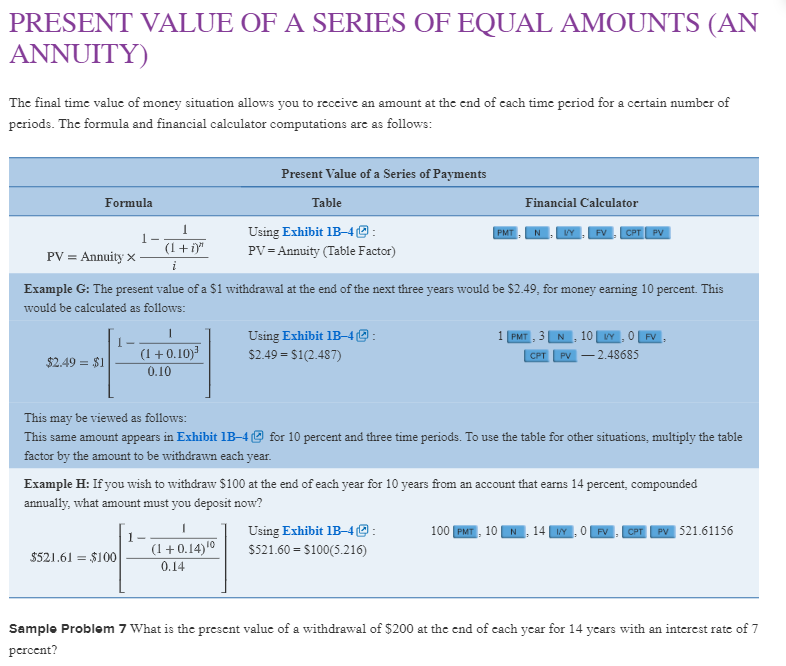 PRESENT VALUE OF A SERIES OF EQUAL AMOUNTS (AN
ANNUITY)
The final time value of money situation allows you to receive an amount at the end of each time period for a certain number of
periods. The formula and financial calculator computations are as follows:
Present Value of a Series of Payments
Formula Table Financial Calculator
PV = Annuity × (1 − 1/(1 + i)ⁿ)/i
Using Exhibit 1B–4 :
PV = Annuity (Table Factor)
PMT , N , I/Y , FV , CPT PV
Example G: The present value of a $1 withdrawal at the end of the next three years would be $2.49, for money earning 10 percent. This
would be calculated as follows:
$2.49 = $1 [(1 − 1/(1 + 0.10)³)/0.10]
Using Exhibit 1B–4 :
$2.49 = $1(2.487)
1 PMT , 3 N , 10 I/Y , 0 FV ,
CPT PV — 2.48685
This may be viewed as follows:
This same amount appears in Exhibit 1B–4 for 10 percent and three time periods. To use the table for other situations, multiply the table
factor by the amount to be withdrawn each year.
Example H: If you wish to withdraw $100 at the end of each year for 10 years from an account that earns 14 percent, compounded
annually, what amount must you deposit now?
$521.61 = $100 [(1 − 1/(1 + 0.14)¹⁰)/0.14]
Using Exhibit 1B–4 :
$521.60 = $100(5.216)
100 PMT , 10 N , 14 I/Y , 0 FV , CPT PV 521.61156
Sample Problem 7 What is the present value of a withdrawal of $200 at the end of each year for 14 years with an interest rate of 7
percent?